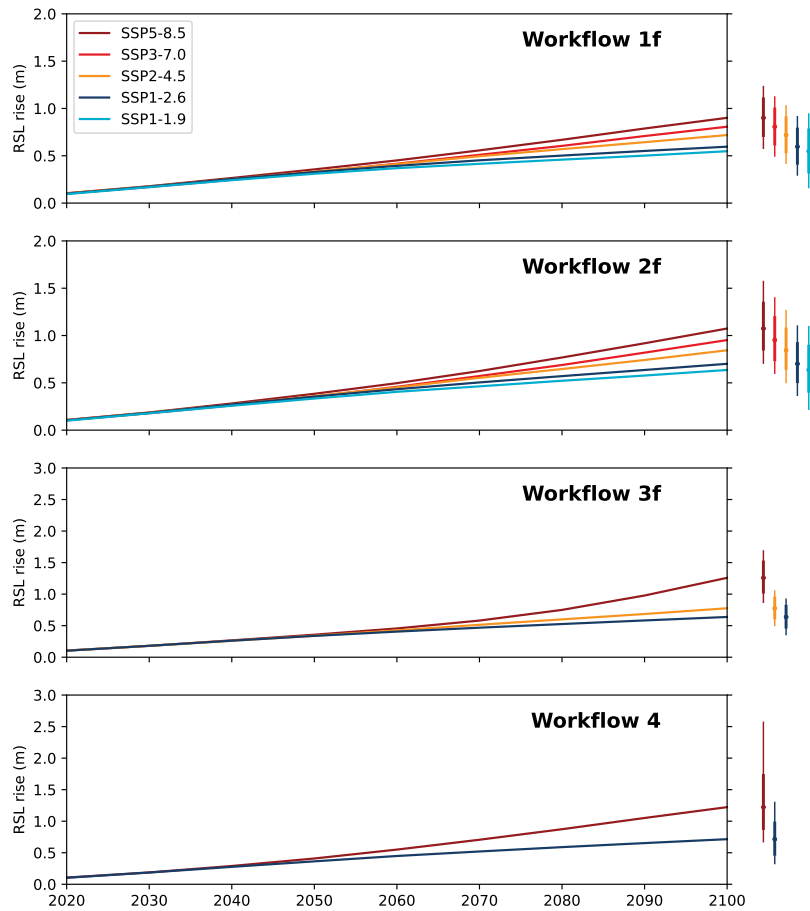 Workflow 1f
SSP5-8.5
SSP3-7.0
SSP2-4.5
SSP1-2.6
SSP1-1.9
RSL rise (m)
2.0
1.5
1.0
0.5
0.0
Workflow 2f
RSL rise (m)
2.0
1.5
1.0
0.5
0.0
Workflow 3f
RSL rise (m)
3.0
2.5
2.0
1.5
1.0
0.5
0.0
Workflow 4
RSL rise (m)
3.0
2.5
2.0
1.5
1.0
0.5
0.0
2020 2030 2040 2050 2060 2070 2080 2090 2100